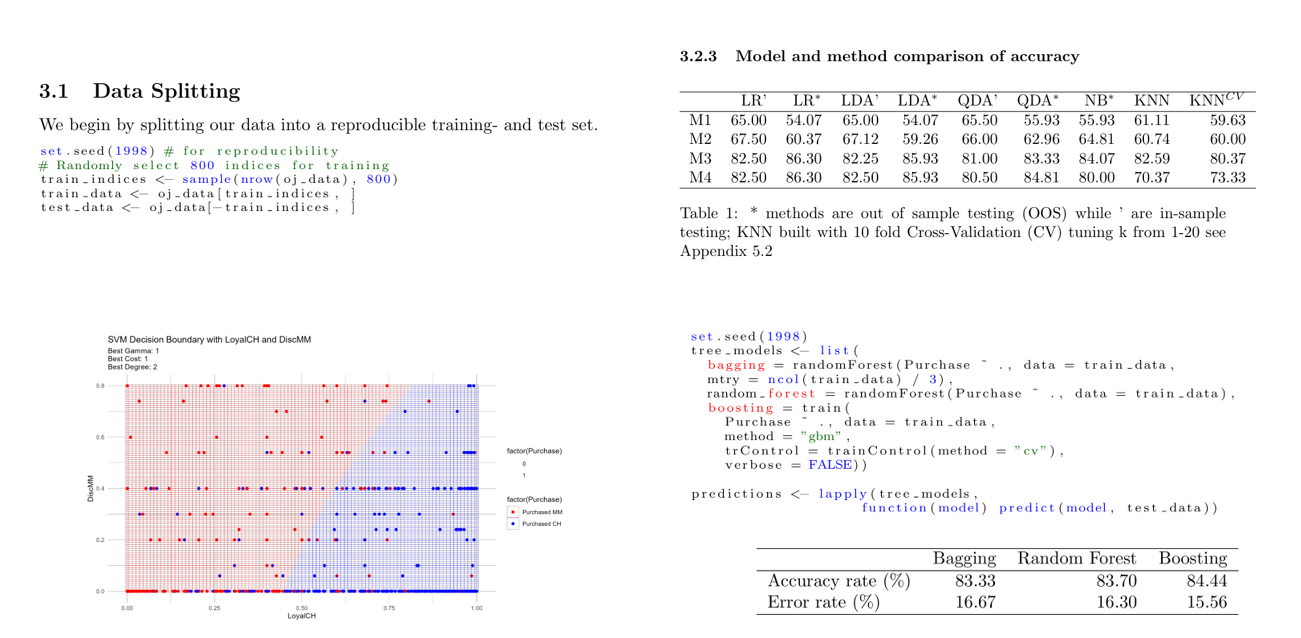 3.1 Data Splitting
We begin by splitting our data into a reproducible training- and test set.
set.seed(1998) # for reproducibility
# Randomly select 800 indices for training
train_indices <- sample(nrow(oj_data), 800)
train_data <- oj_data[train_indices, ]
test_data <- oj_data[-train_indices, ]
3.2.3 Model and method comparison of accuracy
LR' LR* LDA' LDA* QDA' QDA* NB* KNN KNN^CV
M1 65.00 54.07 65.00 54.07 65.50 55.93 55.93 61.11 59.63
M2 67.50 60.37 67.12 59.26 66.00 62.96 64.81 60.74 60.00
M3 82.50 86.30 82.25 85.93 81.00 83.33 84.07 82.59 80.37
M4 82.50 86.30 82.50 85.93 80.50 84.81 80.00 70.37 73.33
Table 1: * methods are out of sample testing (OOS) while ' are in-sample
testing; KNN built with 10 fold Cross-Validation (CV) tuning k from 1-20 see
Appendix 5.2
SVM Decision Boundary with LoyalCH and DiscMM
Best Gamma: 1
Best Cost: 1
Best Degree: 2
0.8
0.6
0.4
0.2
0.0
DiscMM
0.00 0.25 0.50 0.75 1.00
LoyalCH
factor(Purchase)
0
1
factor(Purchase)
Purchased MM
Purchased CH
set.seed(1998)
tree_models <- list(
bagging = randomForest(Purchase ~ ., data = train_data,
mtry = ncol(train_data) / 3),
random_forest = randomForest(Purchase ~ ., data = train_data),
boosting = train(
Purchase ~ ., data = train_data,
method = "gbm",
trControl = trainControl(method = "cv"),
verbose = FALSE))
predictions <- lapply(tree_models,
function(model) predict(model, test_data))
Bagging Random Forest Boosting
Accuracy rate (%) 83.33 83.70 84.44
Error rate (%) 16.67 16.30 15.56